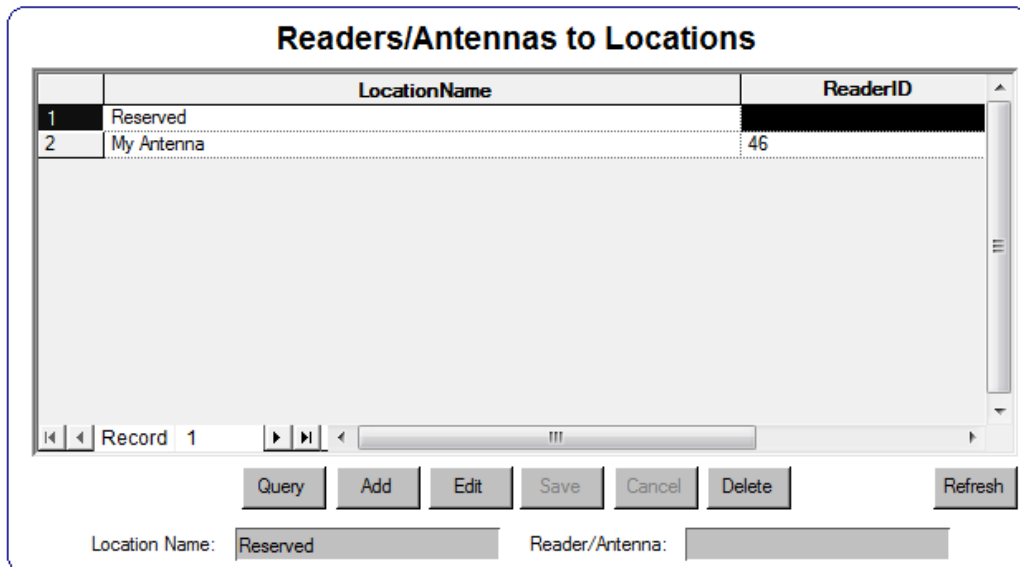 Readers/Antennas to Locations
LocationName ReaderID
1 Reserved
2 My Antenna 46
Record 1
Query Add Edit Save Cancel Delete Refresh
Location Name: Reserved Reader/Antenna: